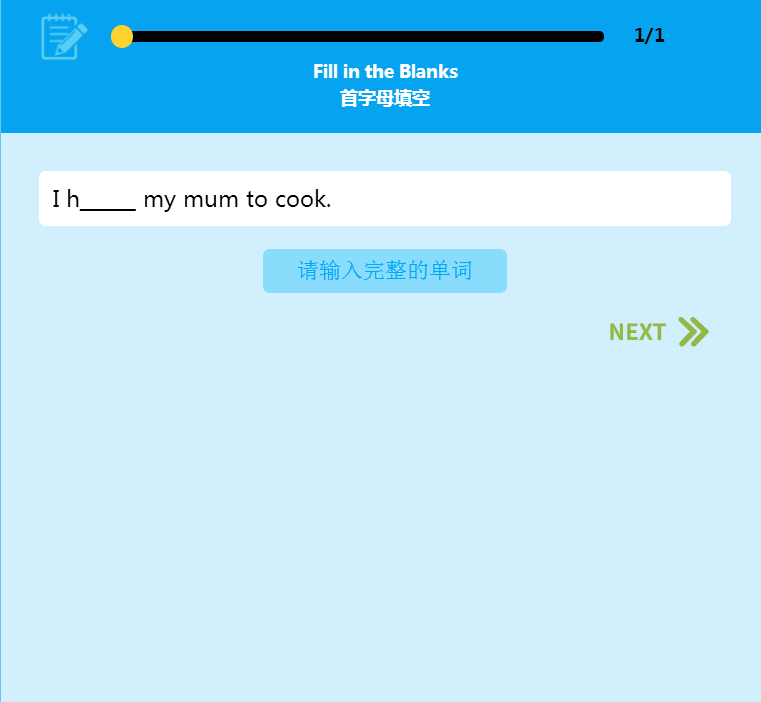 1/1
Fill in the Blanks
首字母填空
I h_____ my mum to cook.
请输入完整的单词
NEXT